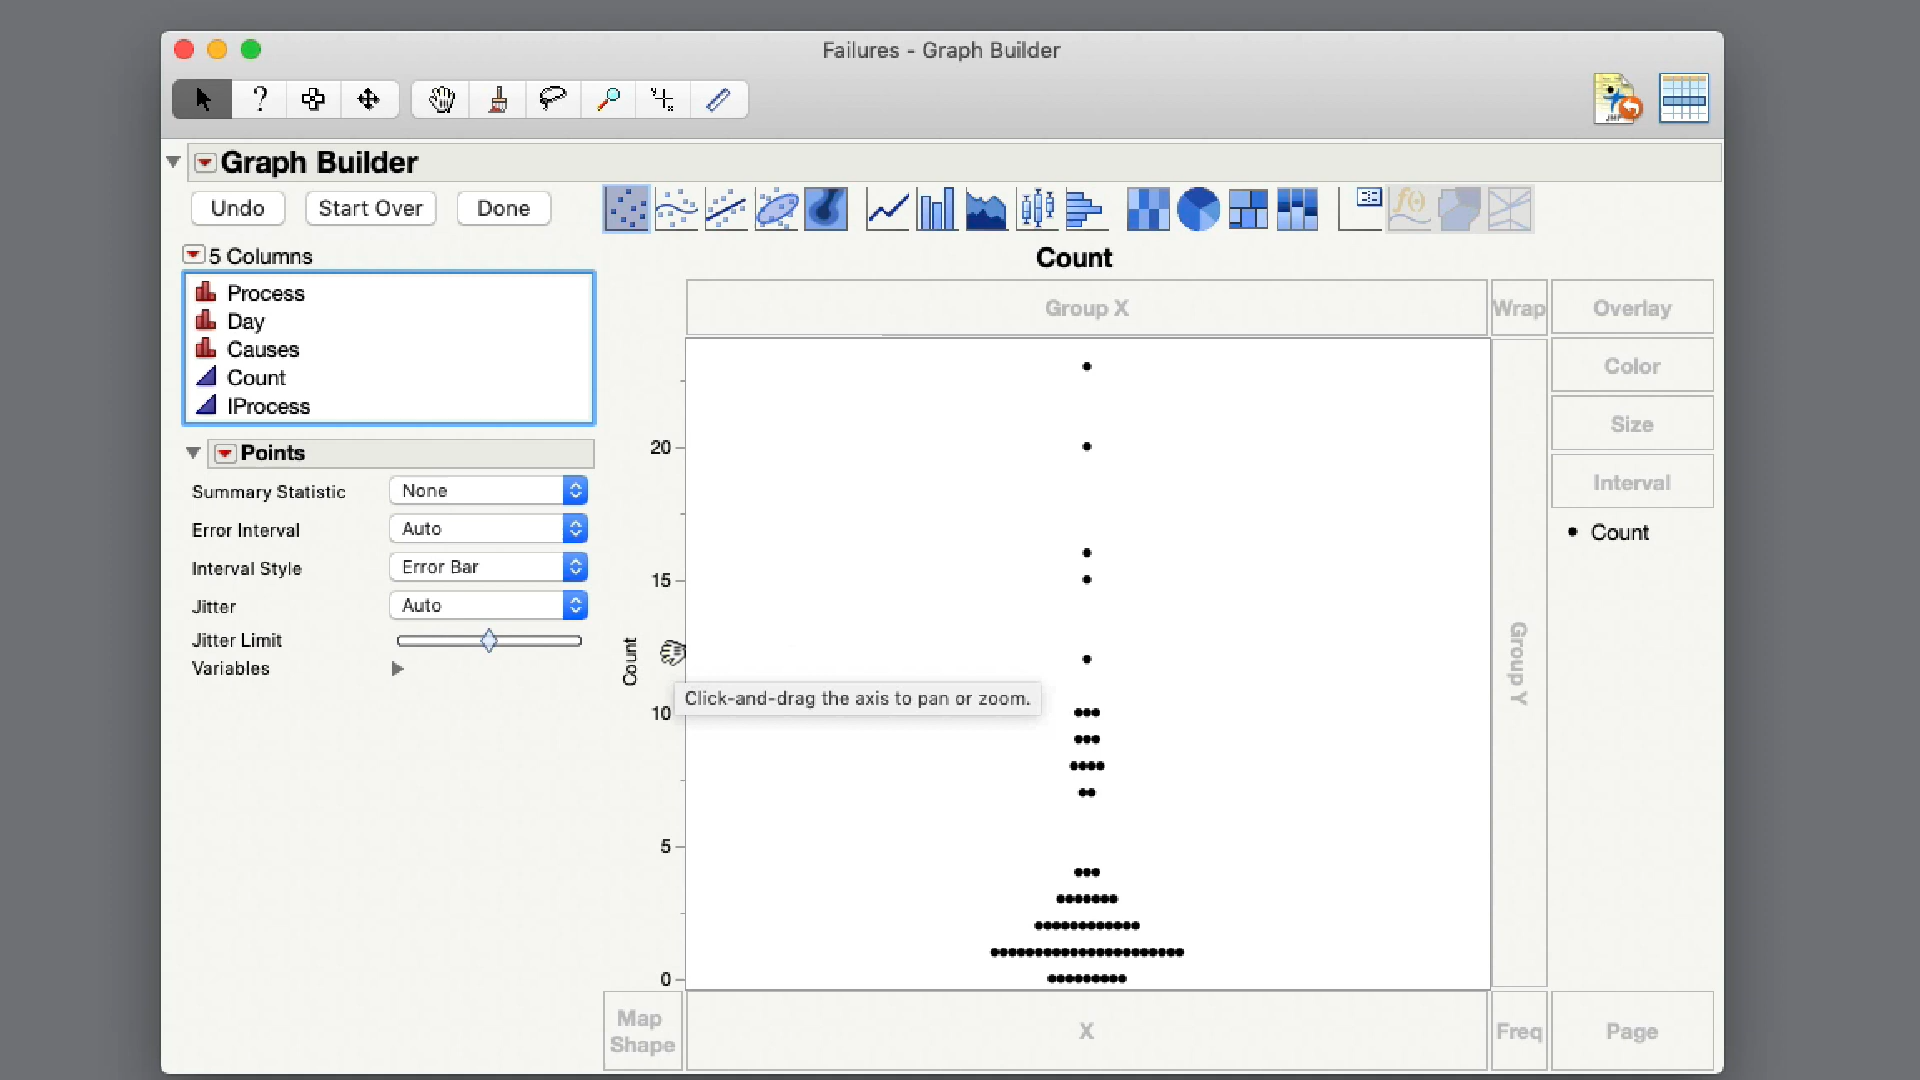 Failures - Graph Builder
?
JMP
Graph Builder
Undo
Start Over
Done
f(x)
5 Columns
Process
Day
Causes
Count
IProcess
Points
Summary Statistic
None
Error Interval
Auto
Interval Style
Error Bar
Jitter
Auto
Jitter Limit
Variables
Count
Group X
Wrap
Overlay
Color
Size
Interval
Count
Group Y
20
15
10
5
0
Count
Click-and-drag the axis to pan or zoom.
Map
Shape
X
Freq
Page